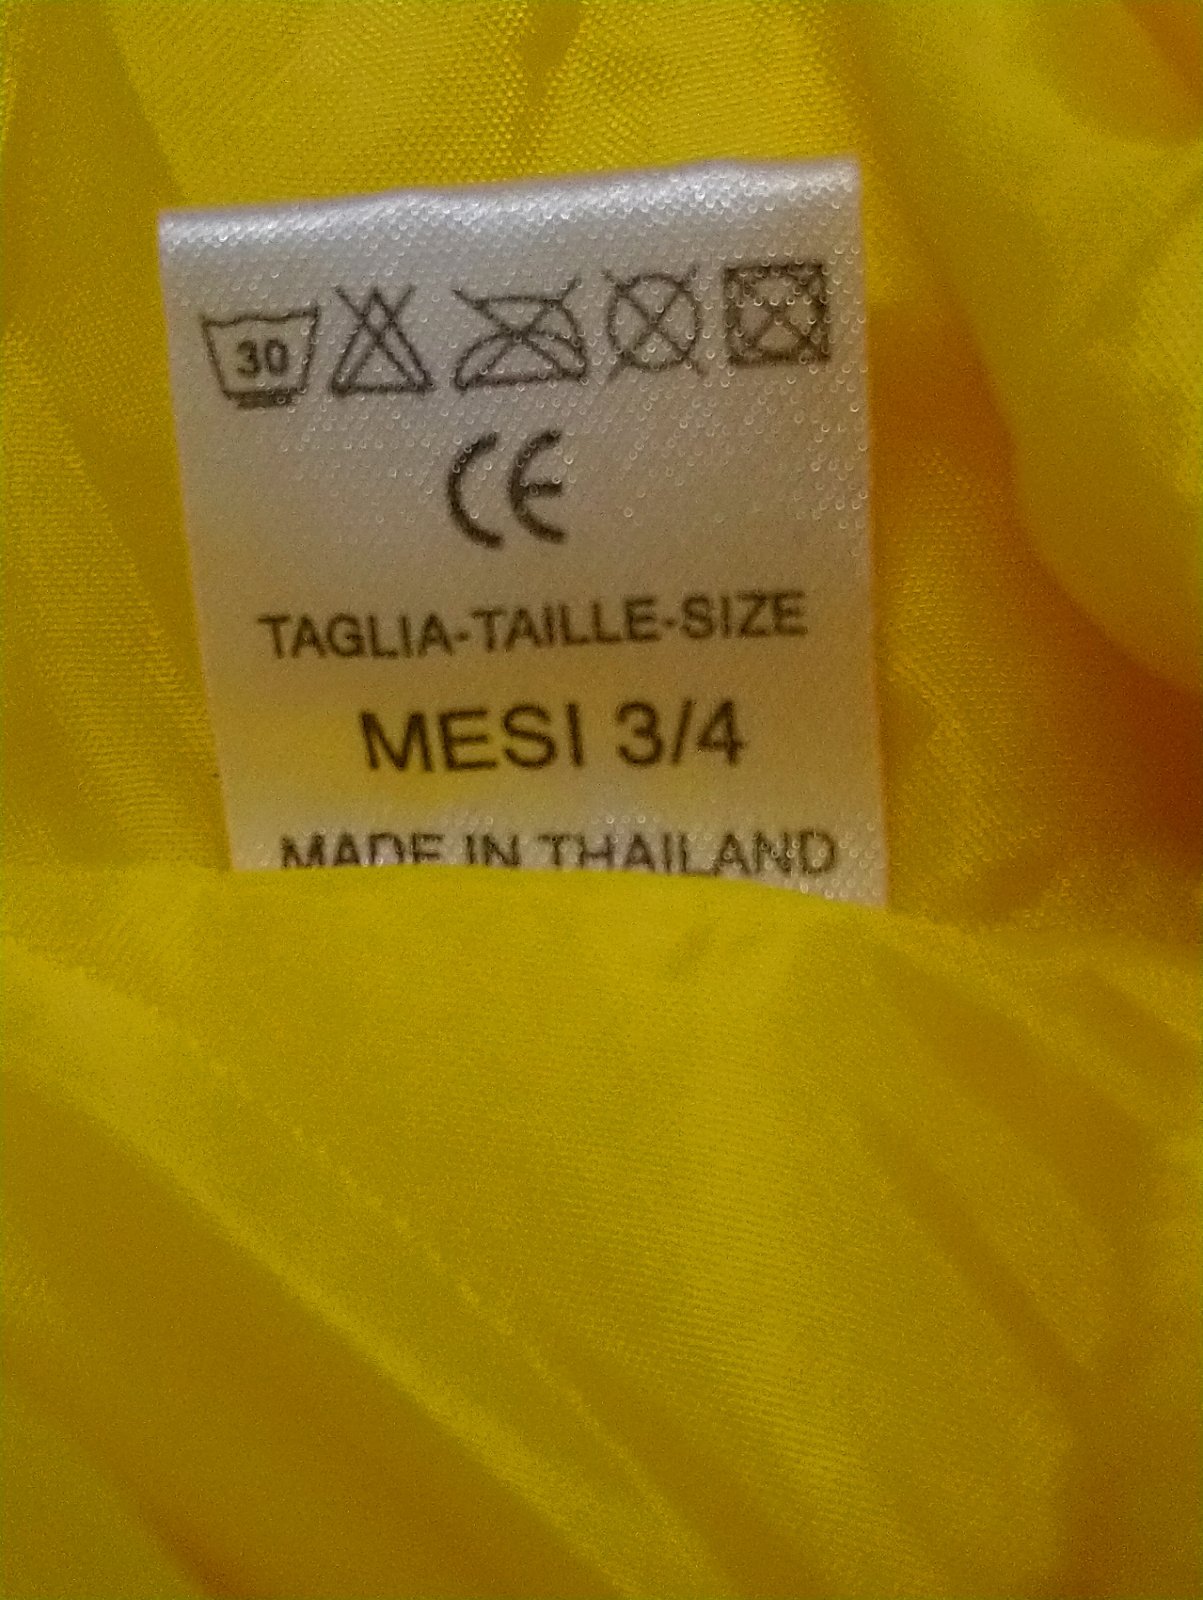 30
CE
TAGLIA-TAILLE-SIZE
MESI 3/4
MADE IN THAILAND